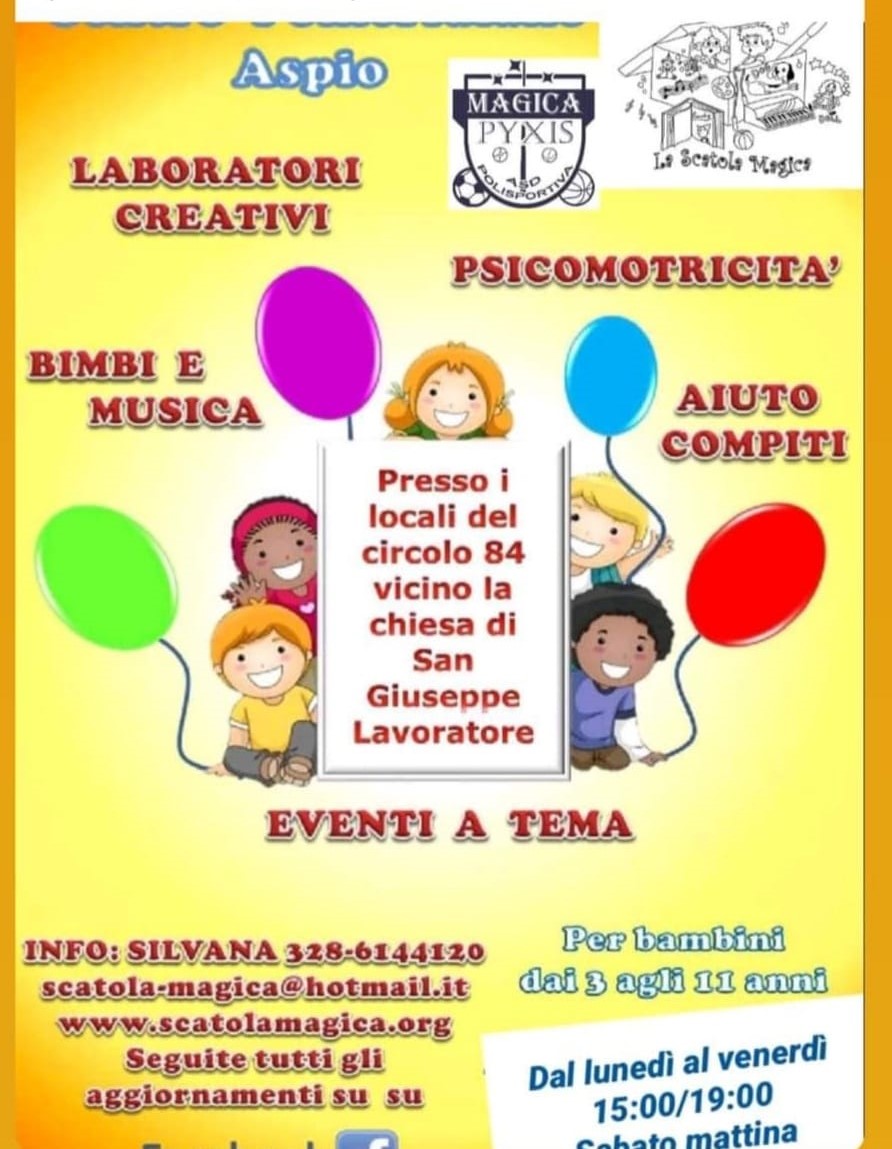 Aspio
MAGICA
PYXIS
ASD
POLISPORTIVA
La Scatola Magica
LABORATORI
CREATIVI
PSICOMOTRICITA'
BIMBI E
MUSICA
AIUTO
COMPITI
Presso i
locali del
circolo 84
vicino la
chiesa di
San
Giuseppe
Lavoratore
EVENTI A TEMA
INFO: SILVANA 328-6144120
scatola-magica@hotmail.it
www.scatolamagica.org
Seguite tutti gli
aggiornamenti su su
Per bambini
dai 3 agli 11 anni
Dal lunedì al venerdì
15:00/19:00
Sabato mattina